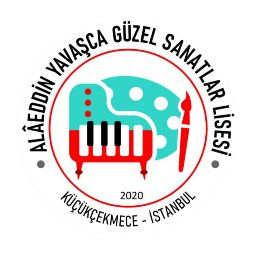 ALÂEDDİN YAVAŞCA GÜZEL SANATLAR LİSESİ
2020
KÜÇÜKÇEKMECE - İSTANBUL